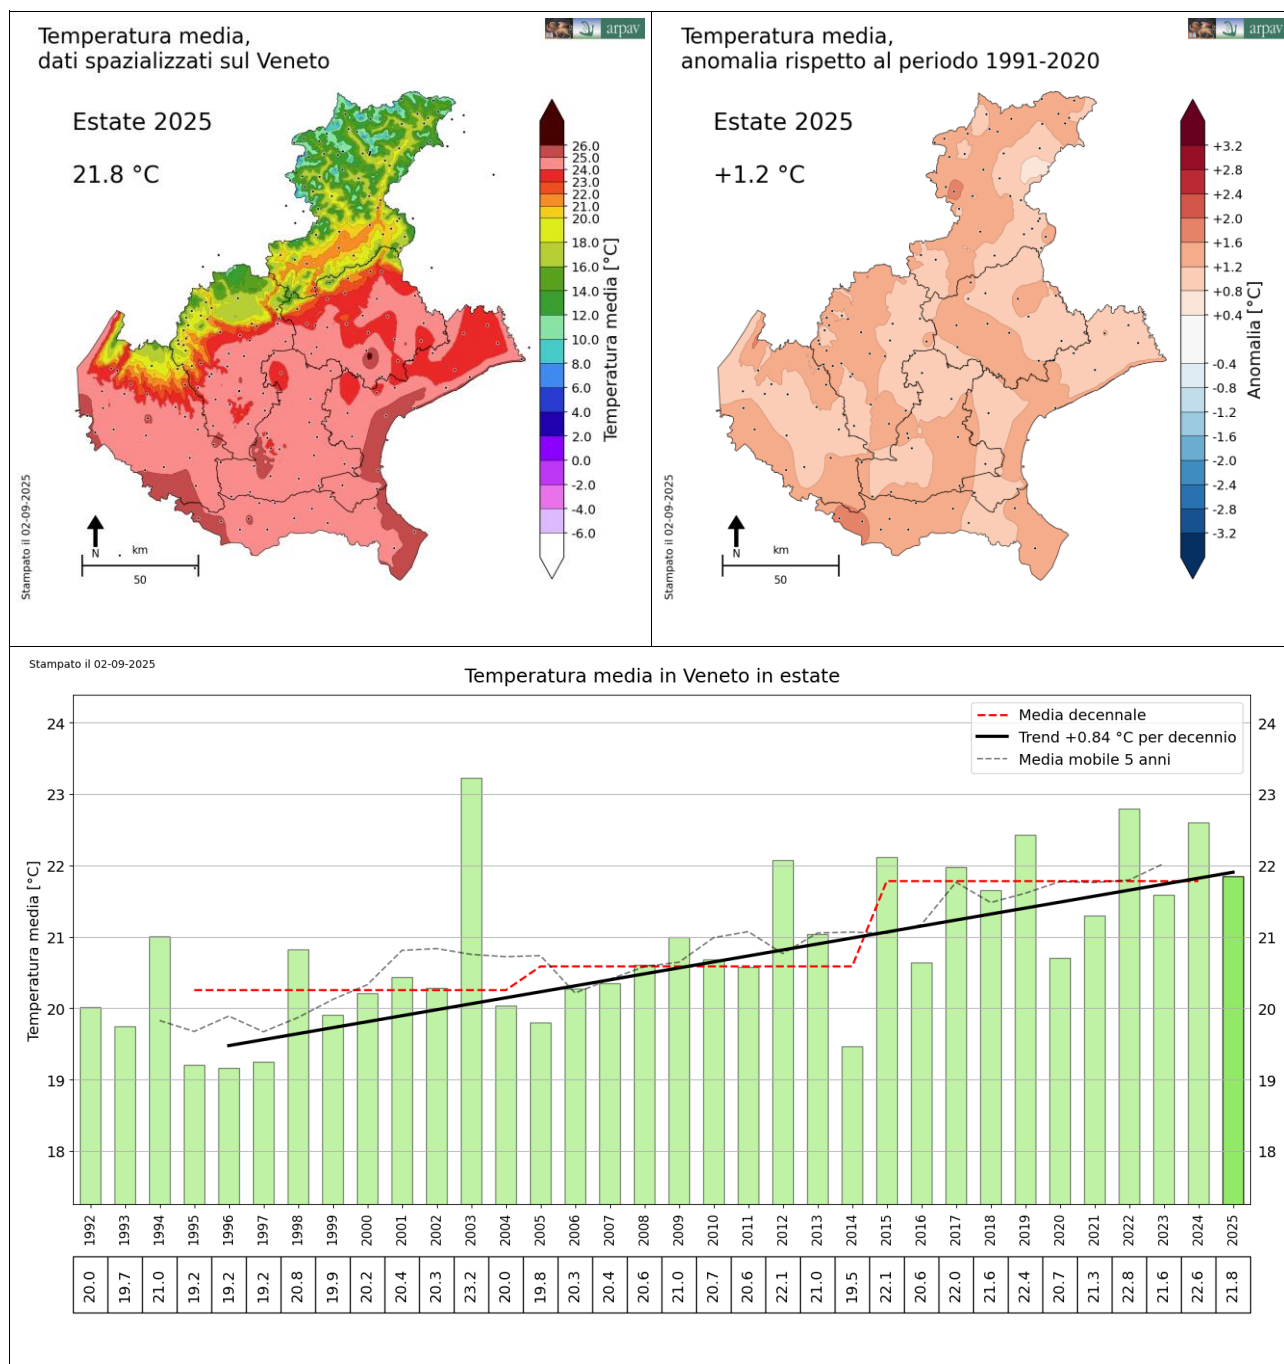 Temperatura media,
dati spazializzati sul Veneto
arpav
Estate 2025
21.8 °C
26.0
25.0
24.0
23.0
22.0
21.0
20.0
18.0
16.0
14.0
12.0
10.0
8.0
6.0
4.0
2.0
0.0
-2.0
-4.0
-6.0
Temperatura media [°C]
Stampato il 02-09-2025
N
km
50
Temperatura media,
anomalia rispetto al periodo 1991-2020
arpav
Estate 2025
+1.2 °C
+3.2
+2.8
+2.4
+2.0
+1.6
+1.2
+0.8
+0.4
-0.4
-0.8
-1.2
-1.6
-2.0
-2.4
-2.8
-3.2
Anomalia [°C]
Stampato il 02-09-2025
N
km
50
Stampato il 02-09-2025
Temperatura media in Veneto in estate
Media decennale
Trend +0.84 °C per decennio
Media mobile 5 anni
Temperatura media [°C]
24
23
22
21
20
19
18
24
23
22
21
20
19
18
1992 1993 1994 1995 1996 1997 1998 1999 2000 2001 2002 2003 2004 2005 2006 2007 2008 2009 2010 2011 2012 2013 2014 2015 2016 2017 2018 2019 2020 2021 2022 2023 2024 2025
20.0 19.7 21.0 19.2 19.2 19.2 20.8 19.9 20.2 20.4 20.3 23.2 20.0 19.8 20.3 20.4 20.6 21.0 20.7 20.6 22.1 21.0 19.5 22.1 20.6 22.0 21.6 22.4 20.7 21.3 22.8 21.6 22.6 21.8